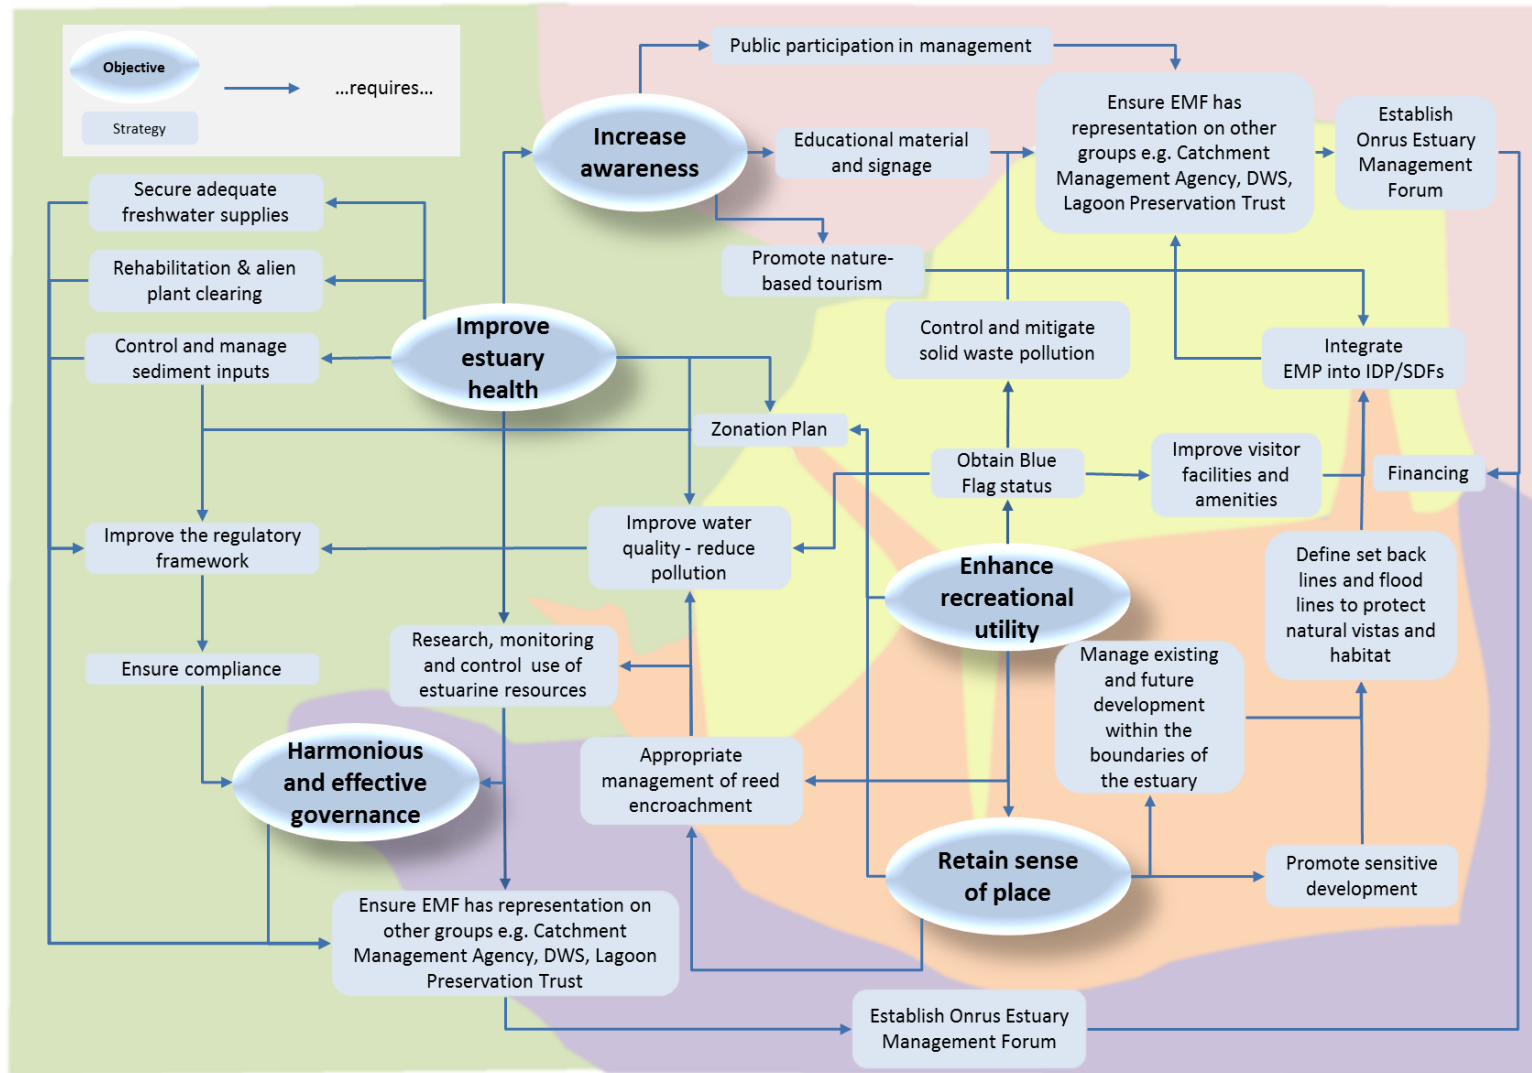 Objective
...requires...
Strategy
Public participation in management
Increase
awareness
Educational material
and signage
Ensure EMF has
representation on other
groups e.g. Catchment
Management Agency, DWS,
Lagoon Preservation Trust
Establish
Onrus Estuary
Management
Forum
Secure adequate
freshwater supplies
Rehabilitation & alien
plant clearing
Promote nature-
based tourism
Control and manage
sediment inputs
Improve
estuary
health
Control and mitigate
solid waste pollution
Integrate
EMP into IDP/SDFs
Zonation Plan
Obtain Blue
Flag status
Improve visitor
facilities and
amenities
Financing
Improve the regulatory
framework
Improve water
quality - reduce
pollution
Enhance
recreational
utility
Define set back
lines and flood
lines to protect
natural vistas and
habitat
Ensure compliance
Research, monitoring
and control use of
estuarine resources
Manage existing
and future
development
within the
boundaries of
the estuary
Harmonious
and effective
governance
Appropriate
management of reed
encroachment
Retain sense
of place
Promote sensitive
development
Ensure EMF has representation on
other groups e.g. Catchment
Management Agency, DWS, Lagoon
Preservation Trust
Establish Onrus Estuary
Management Forum